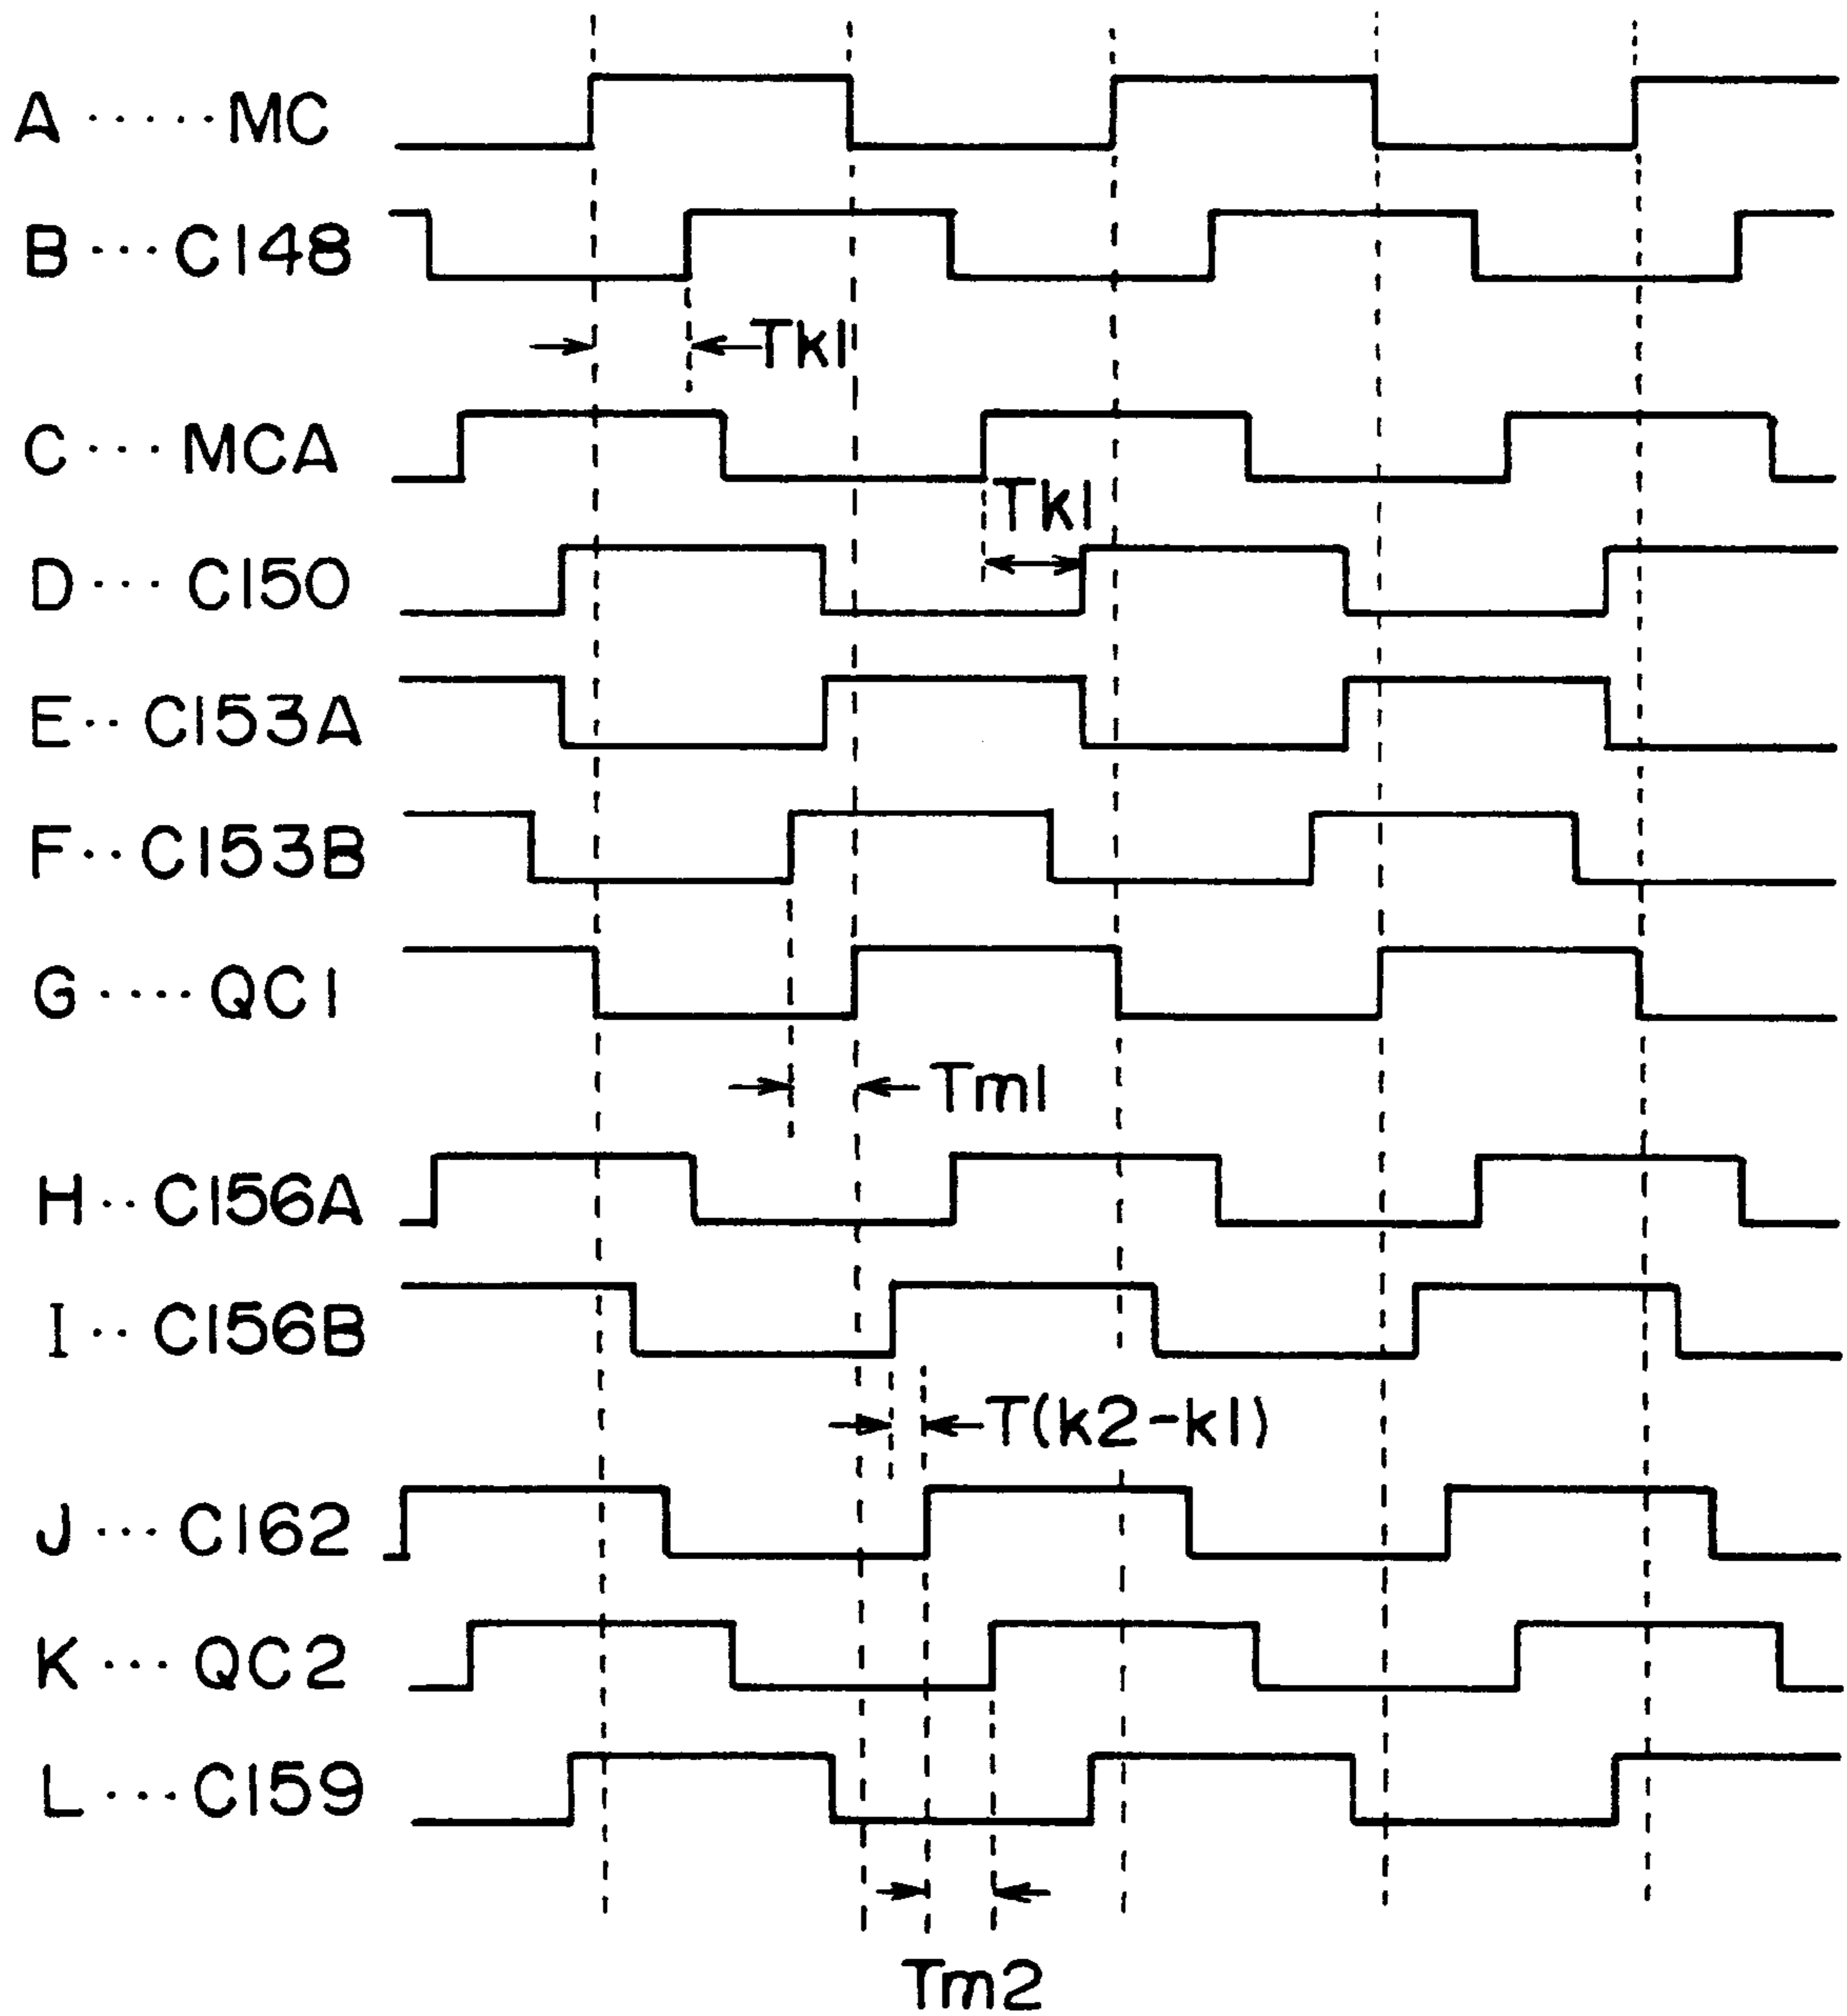 A ······ MC
B ··· C148
Tk1
C ··· MCA
Tk1
D ···· C150
E ·· C153A
F ·· C153B
G ···· QC1
Tm1
H ·· C156A
I ·· C156B
T(k2-k1)
J ··· C162
K ··· QC2
L ···· C159
Tm2